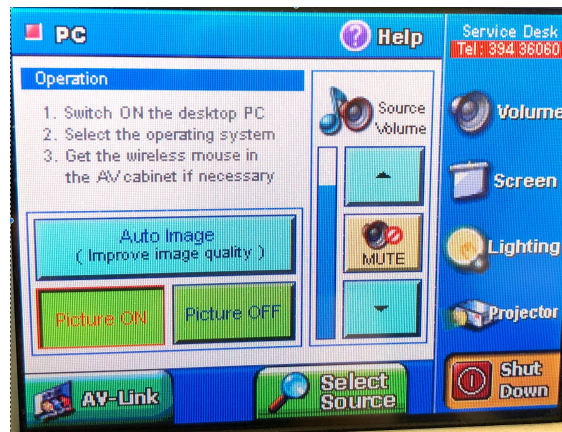 PC
Help
Service Desk
Tel: 394 36060
Operation
1. Switch ON the desktop PC
2. Select the operating system
3. Get the wireless mouse in
the AV cabinet if necessary
Source
Volume
MUTE
Auto Image
( Improve image quality )
Picture ON
Picture OFF
Volume
Screen
Lighting
Projector
AV-Link
Select
Source
Shut
Down